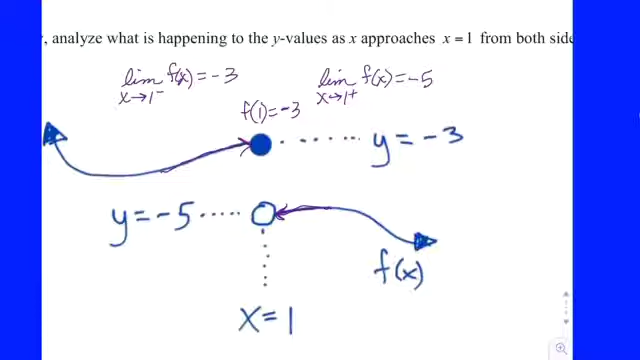 , analyze what is happening to the y-values as x approaches x = 1 from both side
lim f(x) = -3
x→1⁻
lim f(x) = -5
x→1⁺
f(1) = -3
y = -3
y = -5
f(x)
x = 1